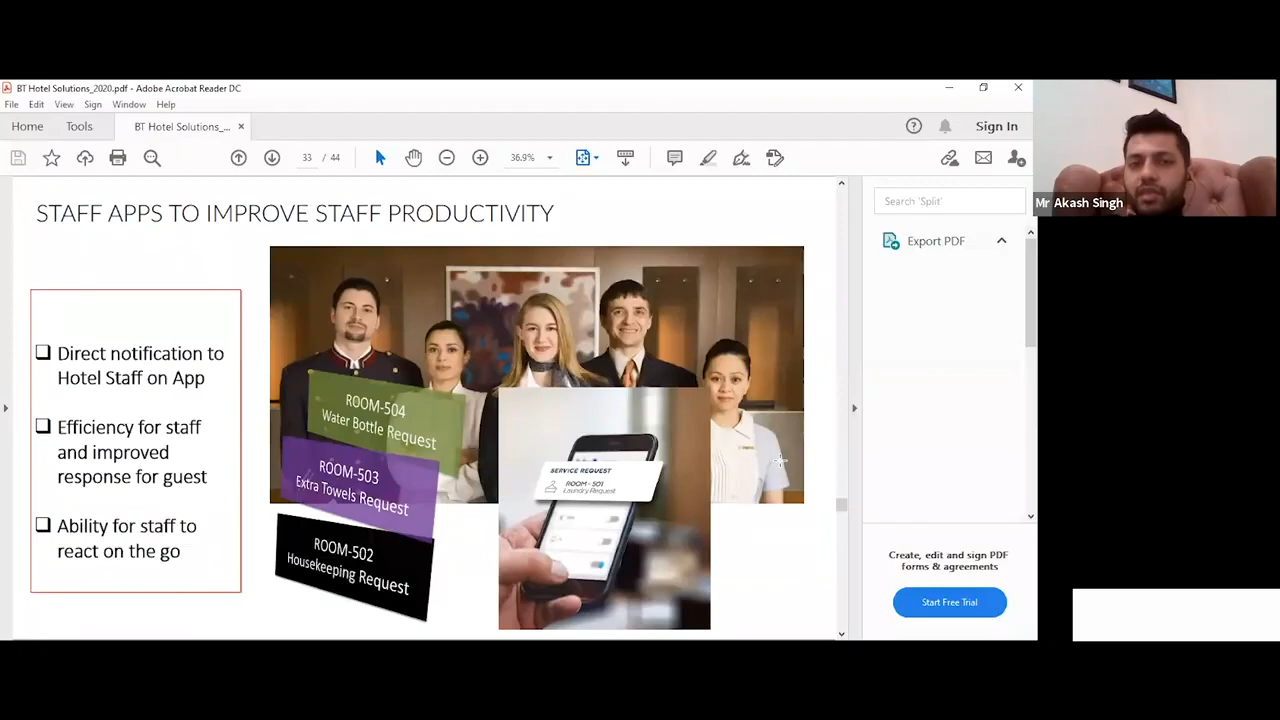 BT Hotel Solutions_2020.pdf - Adobe Acrobat Reader DC
File Edit View Sign Window Help
Home Tools BT Hotel Solutions_... ×
Sign In
33 / 44
36.9%
Mr Akash Singh
STAFF APPS TO IMPROVE STAFF PRODUCTIVITY
Direct notification to
Hotel Staff on App
Efficiency for staff
and improved
response for guest
Ability for staff to
react on the go
ROOM-504
Water Bottle Request
ROOM-503
Extra Towels Request
ROOM-502
Housekeeping Request
SERVICE REQUEST
ROOM - 501
Laundry Request
Search 'Split'
Export PDF
Create, edit and sign PDF
forms & agreements
Start Free Trial